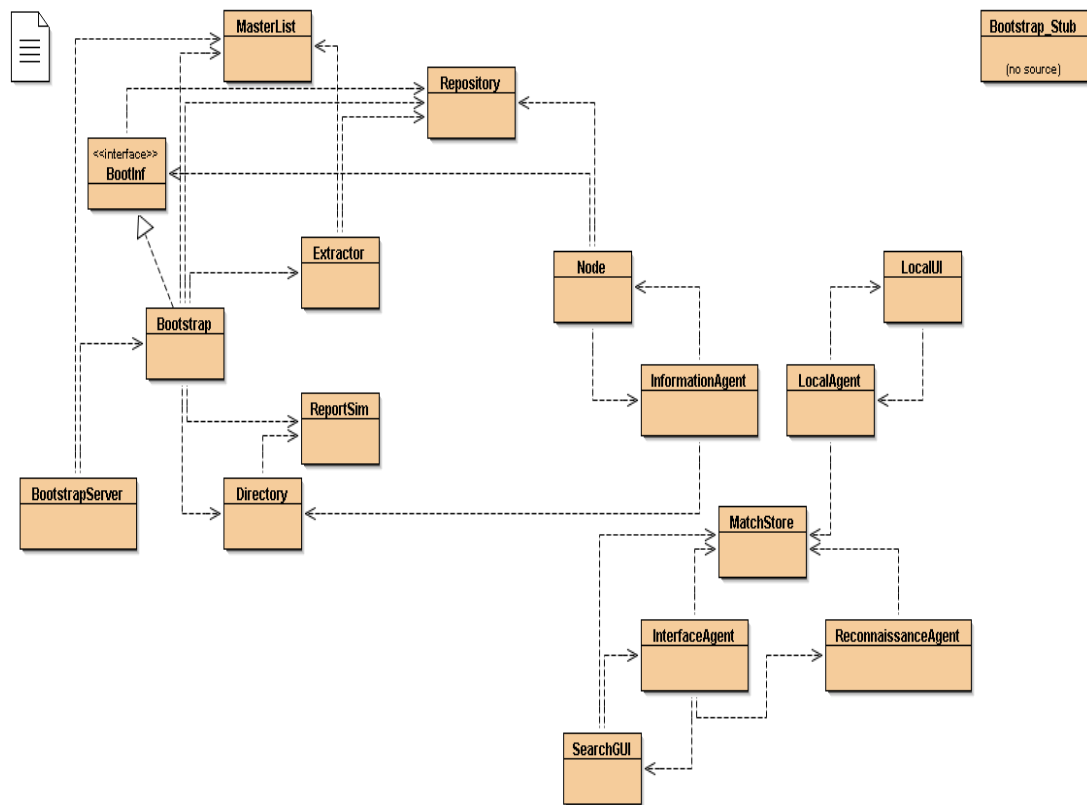 MasterList
Bootstrap_Stub
(no source)
Repository
<<interface>>
BootInf
Extractor
Node
LocalUI
Bootstrap
InformationAgent
LocalAgent
ReportSim
BootstrapServer
Directory
MatchStore
InterfaceAgent
ReconnaissanceAgent
SearchGUI